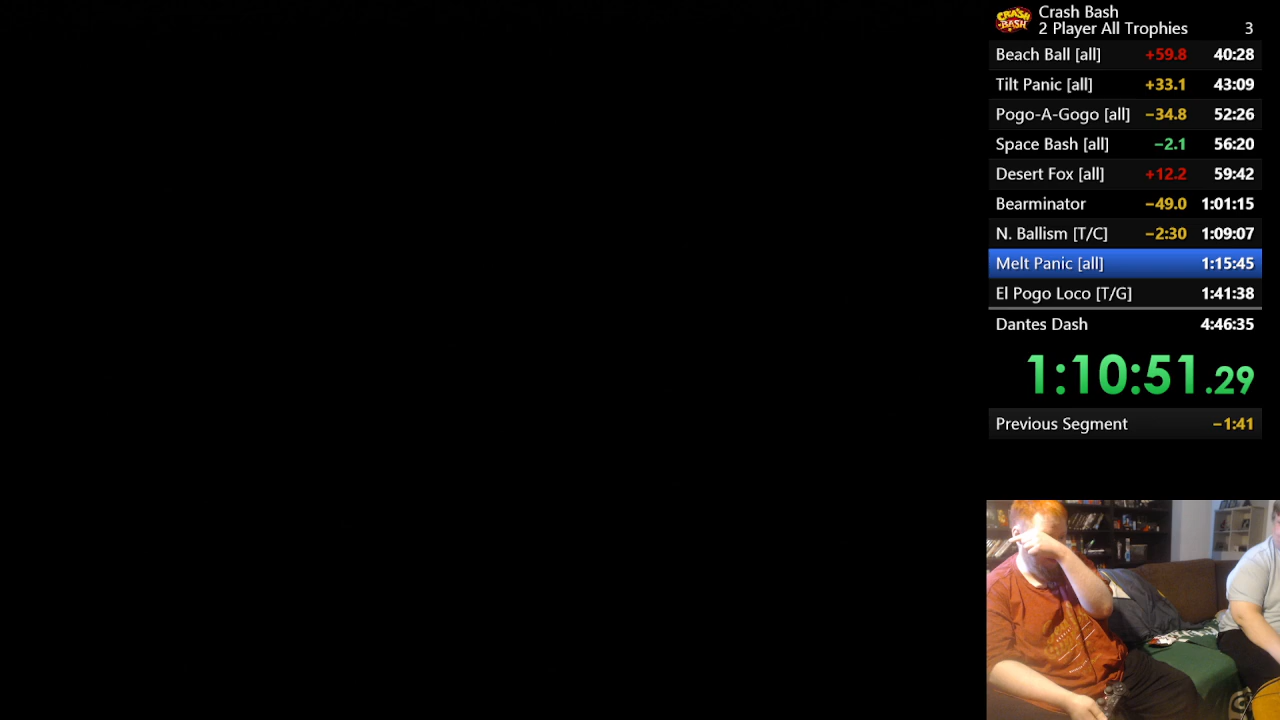 CRASH BASH
Crash Bash
2 Player All Trophies 3
Beach Ball [all] +59.8 40:28
Tilt Panic [all] +33.1 43:09
Pogo-A-Gogo [all] −34.8 52:26
Space Bash [all] −2.1 56:20
Desert Fox [all] +12.2 59:42
Bearminator −49.0 1:01:15
N. Ballism [T/C] −2:30 1:09:07
Melt Panic [all] 1:15:45
El Pogo Loco [T/G] 1:41:38
Dantes Dash 4:46:35
1:10:51.29
Previous Segment −1:41